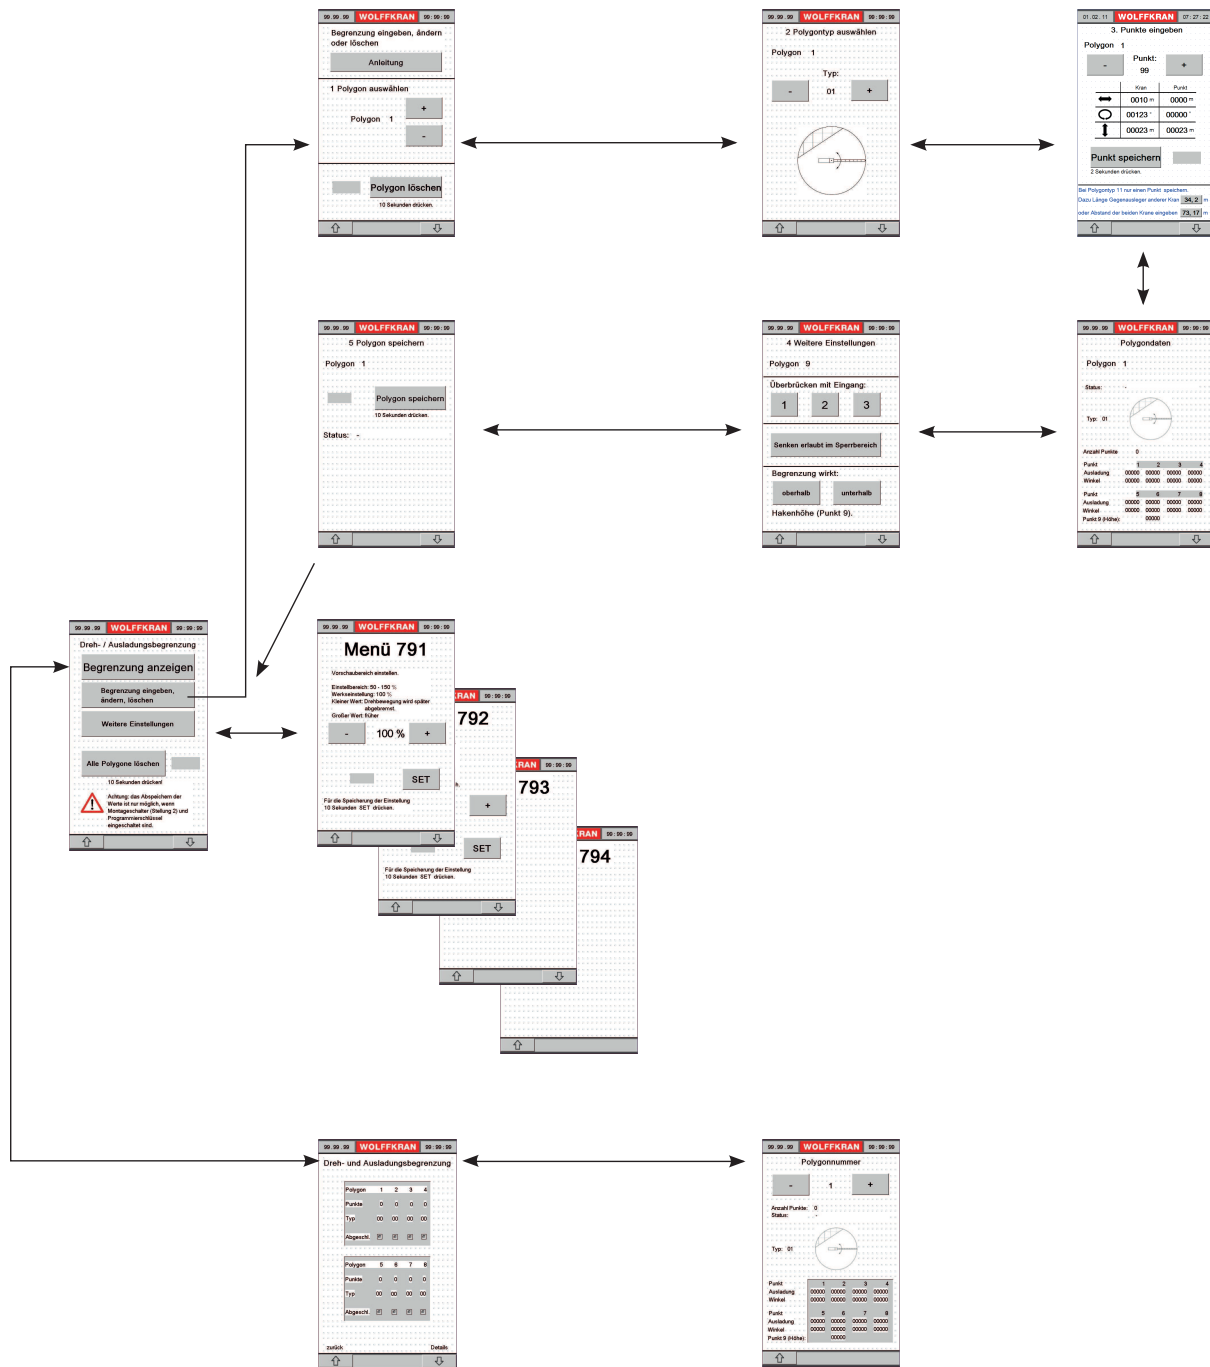 99.99.99 WOLFFKRAN 99:99:99
Begrenzung eingeben, ändern
oder löschen
Anleitung
1 Polygon auswählen
+
Polygon 1
-
Polygon löschen
10 Sekunden drücken.
99.99.99 WOLFFKRAN 99:99:99
2 Polygontyp auswählen
Polygon 1
Typ:
- 01 +
01.02.11 WOLFFKRAN 07:27:22
3. Punkte eingeben
Polygon 1
Punkt:
- 99 +
Kran Punkt
0010 m 0000 m
00123 ° 00000 °
00023 m 00023 m
Punkt speichern
2 Sekunden drücken.
Bei Polygontyp 11 nur einen Punkt speichern.
Dazu Länge Gegenausleger anderer Kran 34, 2 m
oder Abstand der beiden Krane eingeben 73, 17 m
99.99.99 WOLFFKRAN 99:99:99
5 Polygon speichern
Polygon 1
Polygon speichern
10 Sekunden drücken.
Status: -
99.99.99 WOLFFKRAN 99:99:99
4 Weitere Einstellungen
Polygon 9
Überbrücken mit Eingang:
1 2 3
Senken erlaubt im Sperrbereich
Begrenzung wirkt:
oberhalb unterhalb
Hakenhöhe (Punkt 9).
99.99.99 WOLFFKRAN 99:99:99
Polygondaten
Polygon 1
Status: -
Typ: 01
Anzahl Punkte 0
Punkt 1 2 3 4
Ausladung 00000 00000 00000 00000
Winkel 00000 00000 00000 00000
Punkt 5 6 7 8
Ausladung 00000 00000 00000 00000
Winkel 00000 00000 00000 00000
Punkt 9 (Höhe): 00000
99.99.99 WOLFFKRAN 99:99:99
Dreh- / Ausladungsbegrenzung
Begrenzung anzeigen
Begrenzung eingeben,
ändern, löschen
Weitere Einstellungen
Alle Polygone löschen
10 Sekunden drücken!
Achtung: das Abspeichern der
Werte ist nur möglich, wenn
Montageschalter (Stellung 2) und
Programmierschlüssel
eingeschaltet sind.
99.99.99 WOLFFKRAN 99:99:99
Menü 791
Vorschaubereich einstellen.
Einstellbereich: 50 - 150 %
Werkseinstellung: 100 %
Kleiner Wert: Drehbewegung wird später
abgebremst.
Großer Wert: früher
- 100 % +
SET
Für die Speicherung der Einstellung
10 Sekunden SET drücken.
KRAN 99:99:99
792
h.
+
SET
Für die Speicherung der Einstellung
10 Sekunden SET drücken.
KRAN 99:99:99
793
KRAN 99:99:99
794
99.99.99 WOLFFKRAN 99:99:99
Dreh- und Ausladungsbegrenzung
Polygon 1 2 3 4
Punkte 0 0 0 0
Typ 00 00 00 00
Abgeschl.
Polygon 5 6 7 8
Punkte 0 0 0 0
Typ 00 00 00 00
Abgeschl.
zurück Details
99.99.99 WOLFFKRAN 99:99:99
Polygonnummer
- 1 +
Anzahl Punkte: 0
Status: -
Typ: 01
Punkt 1 2 3 4
Ausladung 00000 00000 00000 00000
Winkel 00000 00000 00000 00000
Punkt 5 6 7 8
Ausladung 00000 00000 00000 00000
Winkel 00000 00000 00000 00000
Punkt 9 (Höhe): 00000